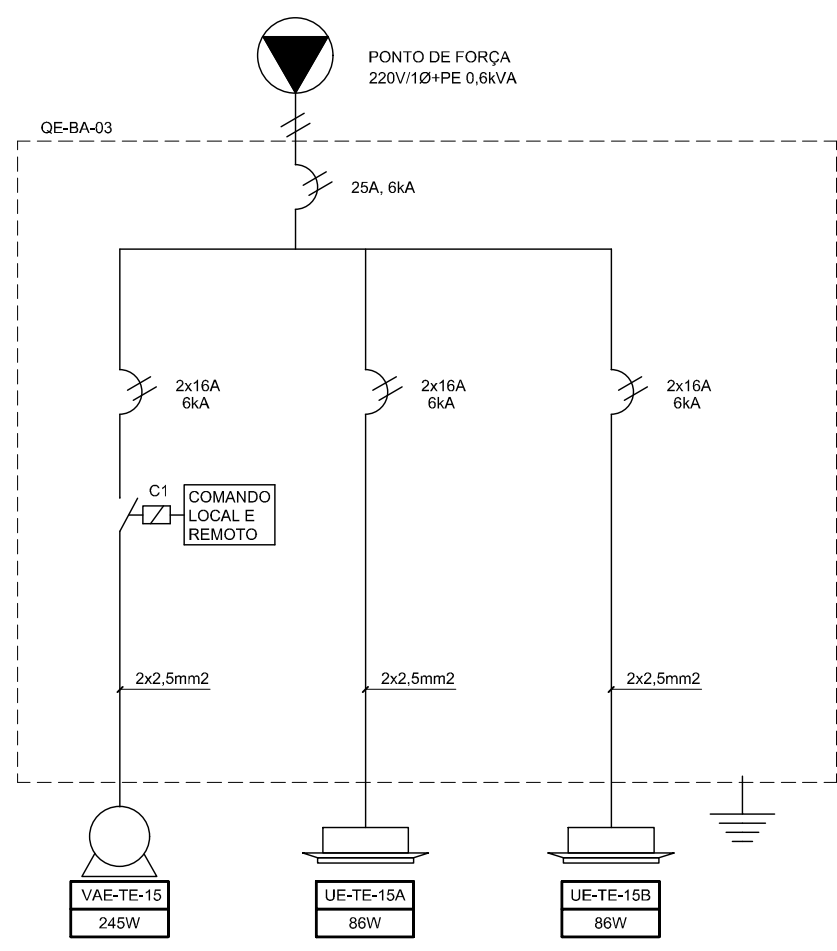 PONTO DE FORÇA
220V/1Ø+PE 0,6kVA
QE-BA-03
25A, 6kA
2x16A
6kA
2x16A
6kA
2x16A
6kA
C1
COMANDO
LOCAL E
REMOTO
2x2,5mm2
2x2,5mm2
2x2,5mm2
VAE-TE-15
245W
UE-TE-15A
86W
UE-TE-15B
86W